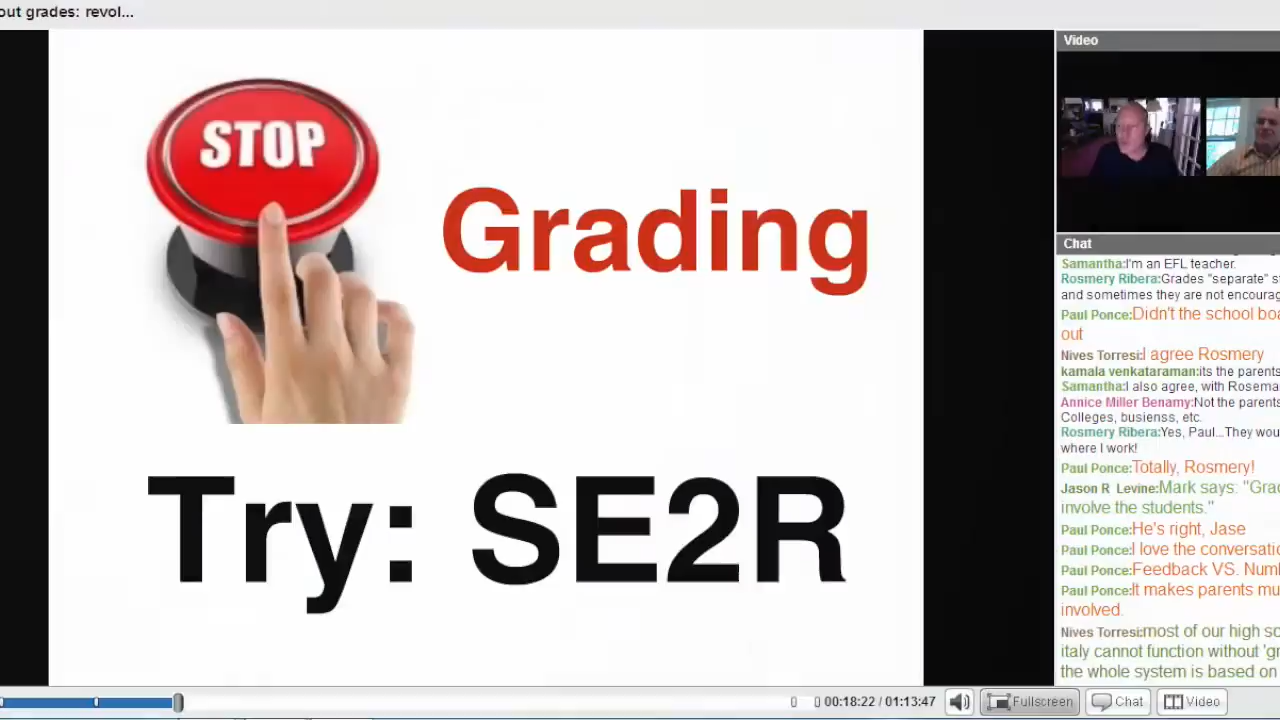 out grades: revol...
STOP
Grading
Try: SE2R
Video
Chat
Samantha:I'm an EFL teacher.
Rosmery Ribera:Grades "separate"
and sometimes they are not
Paul Ponce:Didn't the school
out
Nives Torresi:I agree Rosmery
kamala venkataraman:its the parents
Samantha:I also agree, with
Annice Miller Benamy:Not the parents
Colleges, busienss, etc.
Rosmery Ribera:Yes, Paul...They
where I work!
Paul Ponce:Totally, Rosmery!
Jason R Levine:Mark says:
involve the students."
Paul Ponce:He's right, Jase
Paul Ponce:I love the
Paul Ponce:Feedback VS.
Paul Ponce:It makes parents
involved.
Nives Torresi:most of our high
italy cannot function without
the whole system is based on
00:18:22 / 01:13:47
Fullscreen
Chat
Video